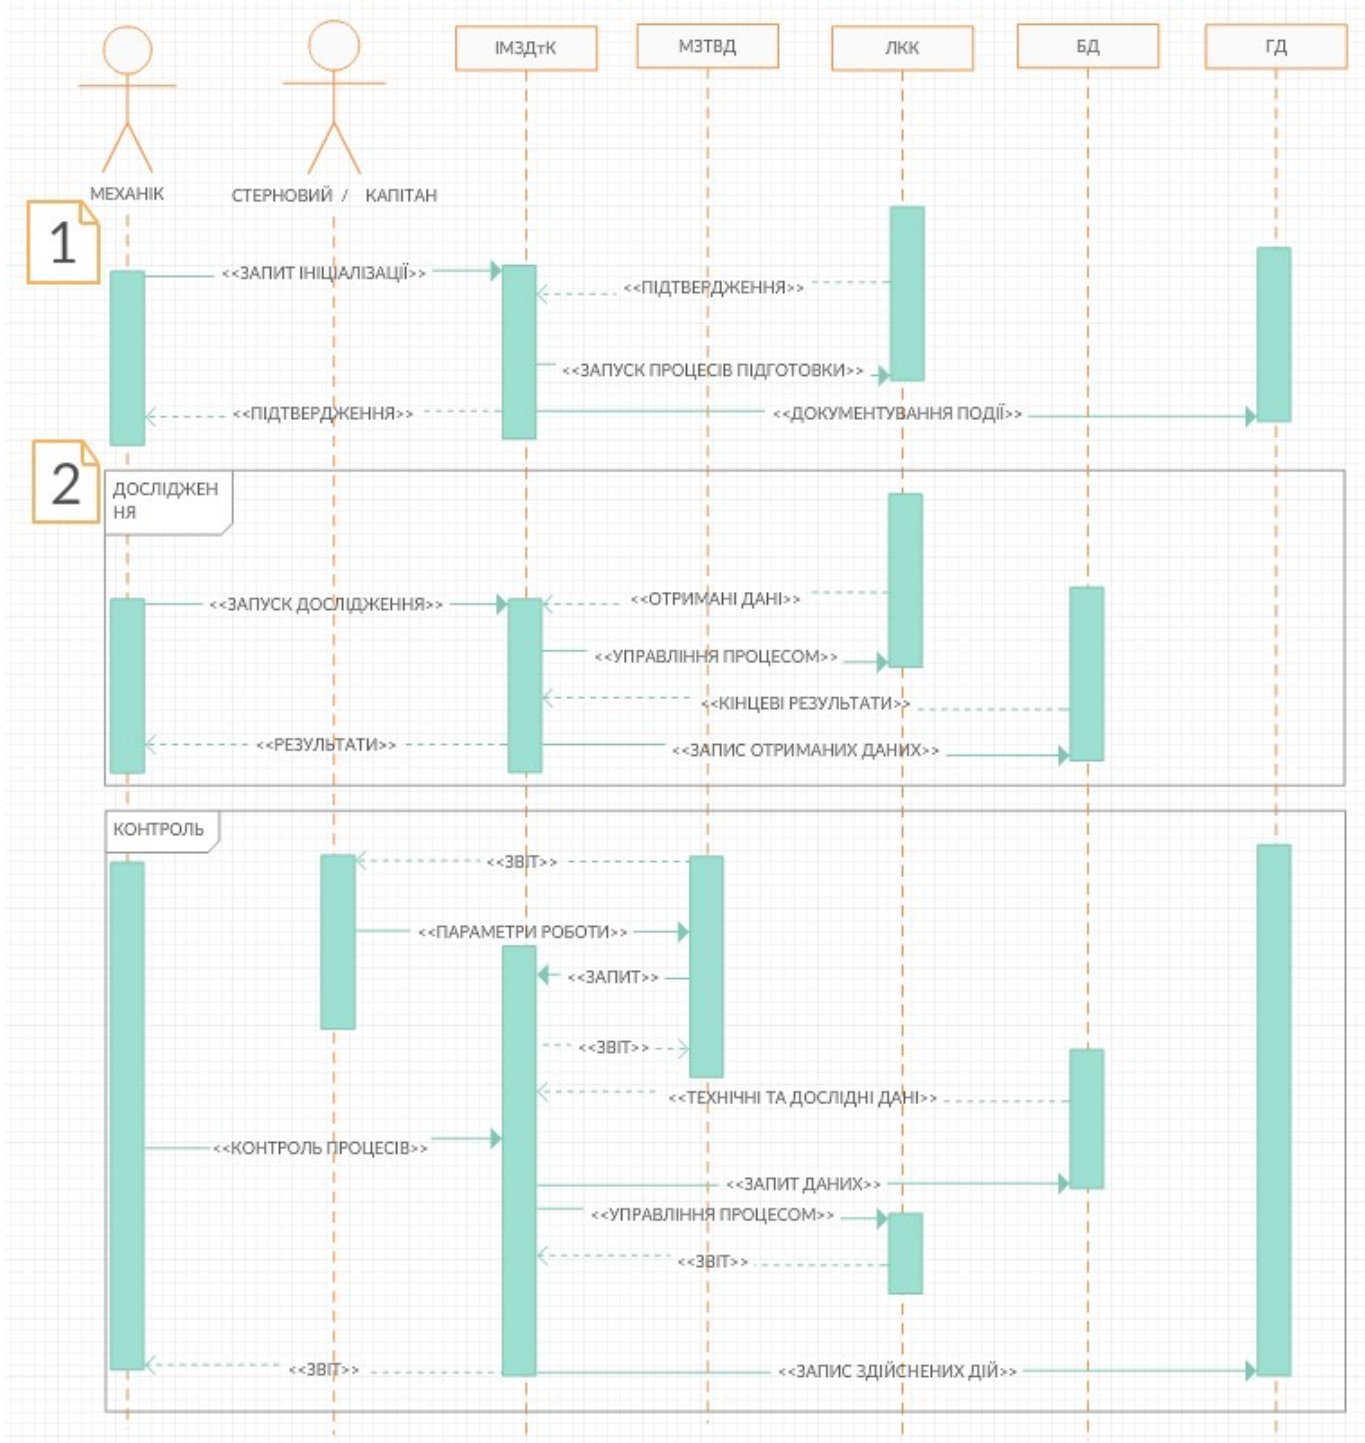 ІМЗДтК
МЗТВД
ЛКК
БД
ГД
МЕХАНІК
СТЕРНОВИЙ / КАПІТАН
1
<<ЗАПИТ ІНІЦІАЛІЗАЦІЇ>>
<<ПІДТВЕРДЖЕННЯ>>
<<ЗАПУСК ПРОЦЕСІВ ПІДГОТОВКИ>>
<<ПІДТВЕРДЖЕННЯ>>
<<ДОКУМЕНТУВАННЯ ПОДІЇ>>
2
ДОСЛІДЖЕН
НЯ
<<ЗАПУСК ДОСЛІДЖЕННЯ>>
<<ОТРИМАНІ ДАНІ>>
<<УПРАВЛІННЯ ПРОЦЕСОМ>>
<<КІНЦЕВІ РЕЗУЛЬТАТИ>>
<<РЕЗУЛЬТАТИ>>
<<ЗАПИС ОТРИМАНИХ ДАНИХ>>
КОНТРОЛЬ
<<ЗВІТ>>
<<ПАРАМЕТРИ РОБОТИ>>
<<ЗАПИТ>>
<<ЗВІТ>>
<<ТЕХНІЧНІ ТА ДОСЛІДНІ ДАНІ>>
<<КОНТРОЛЬ ПРОЦЕСІВ>>
<<ЗАПИТ ДАНИХ>>
<<УПРАВЛІННЯ ПРОЦЕСОМ>>
<<ЗВІТ>>
<<ЗВІТ>>
<<ЗАПИС ЗДІЙСНЕНИХ ДІЙ>>